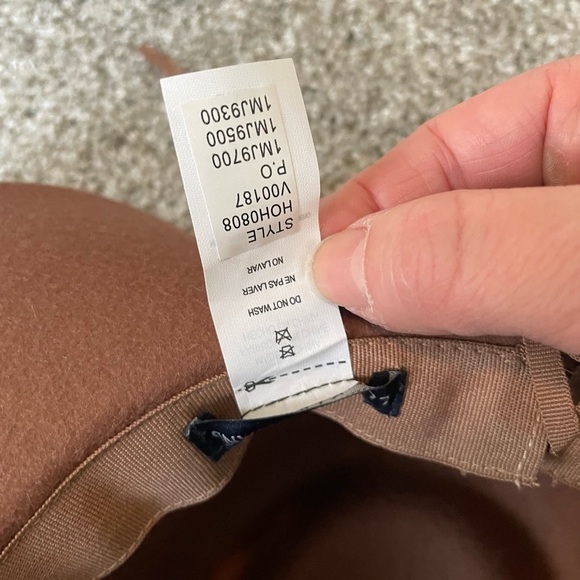 DO NOT WASH
NE PAS LAVER
NO LAVAR
STYLE
HOH0808
V00187
P.O
1MJ9700
1MJ9500
1MJ9300